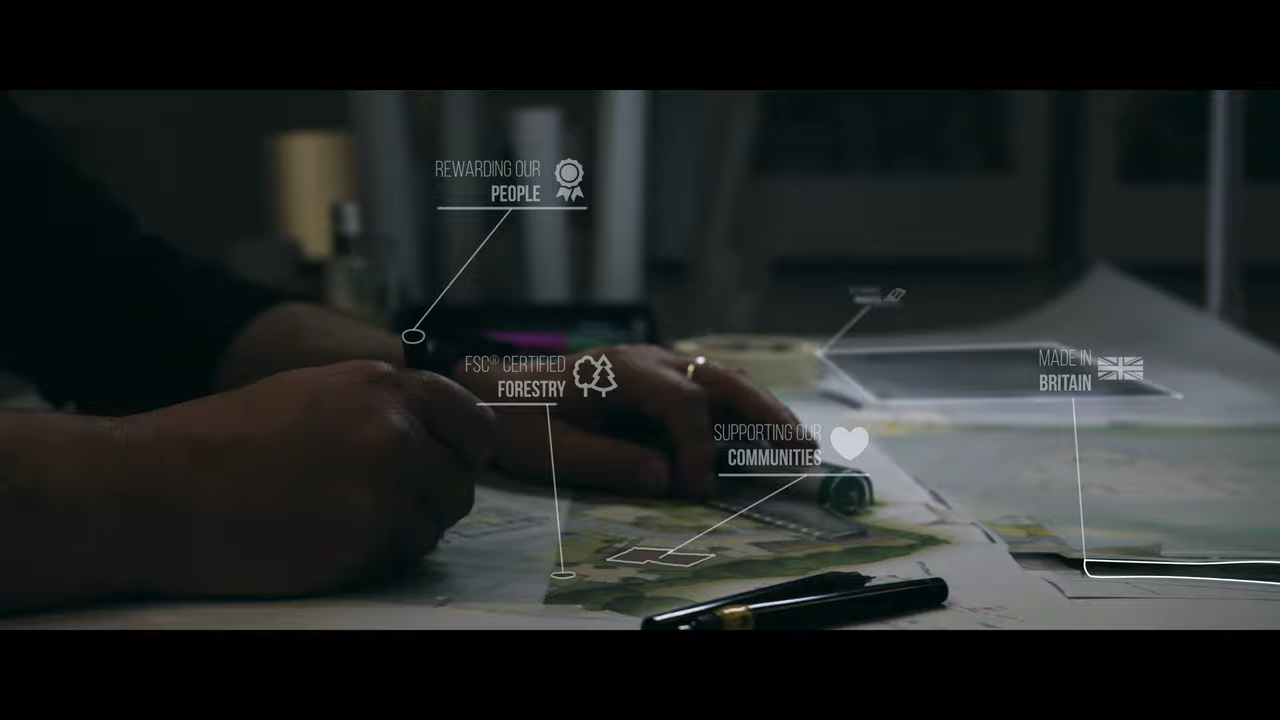 REWARDING OUR
PEOPLE
FSC® CERTIFIED
FORESTRY
SUPPORTING OUR
COMMUNITIES
MADE IN
BRITAIN